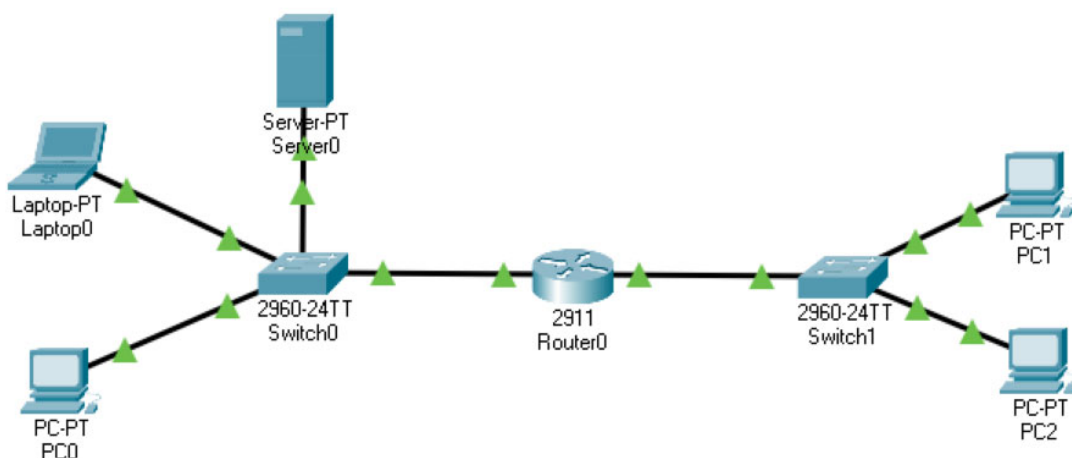 Server-PT
Server0
Laptop-PT
Laptop0
2960-24TT
Switch0
PC-PT
PC0
2911
Router0
2960-24TT
Switch1
PC-PT
PC1
PC-PT
PC2